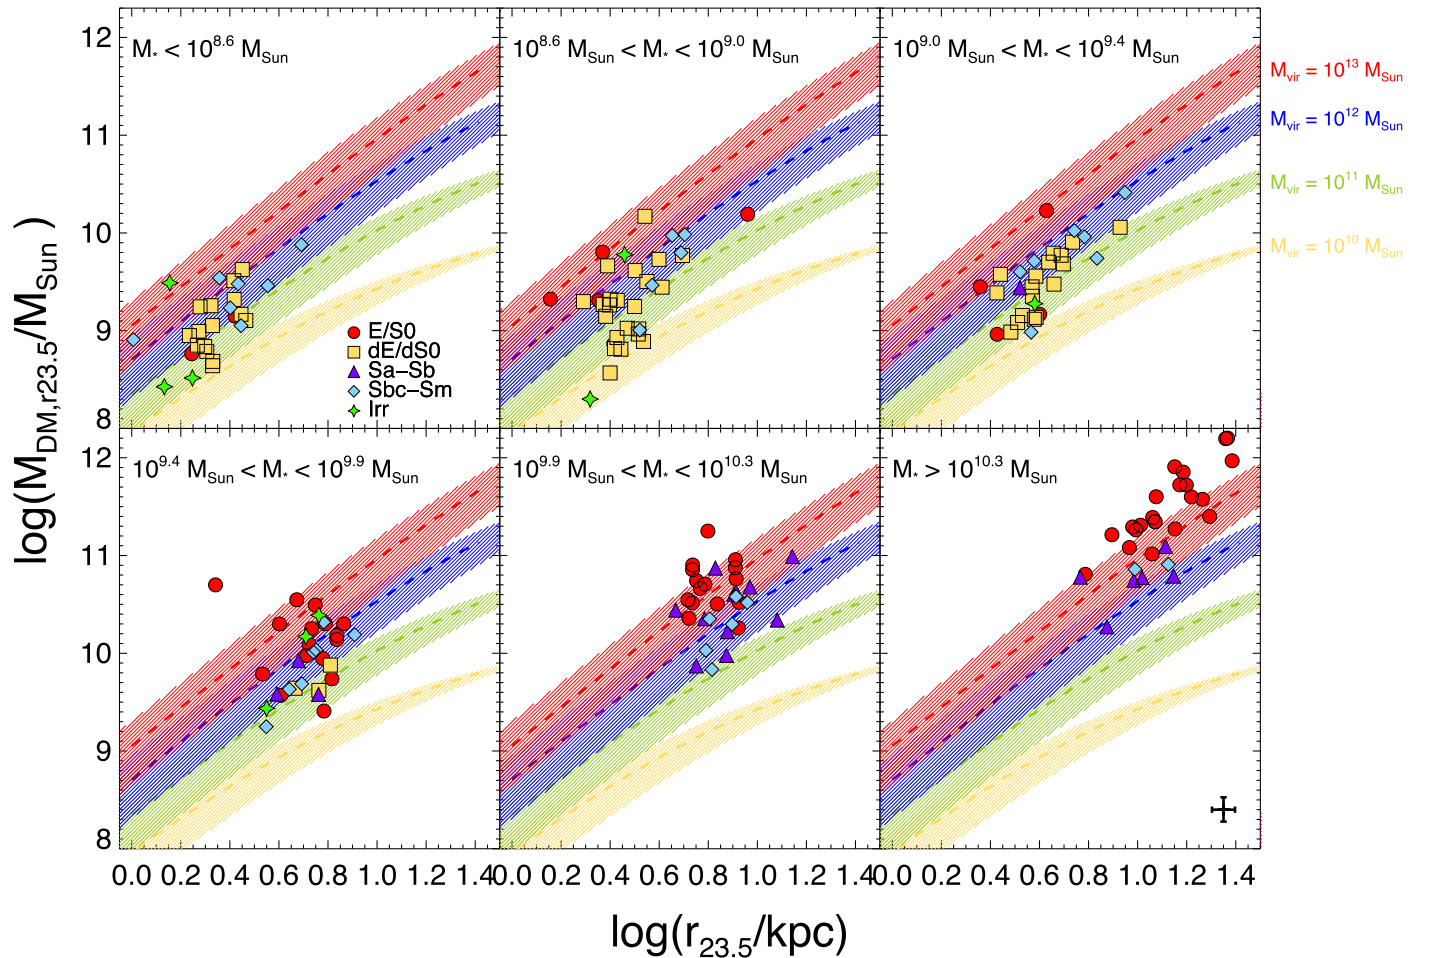 M* < 10^8.6 M_Sun
10^8.6 M_Sun < M* < 10^9.0 M_Sun
10^9.0 M_Sun < M* < 10^9.4 M_Sun
M_vir = 10^13 M_Sun
M_vir = 10^12 M_Sun
M_vir = 10^11 M_Sun
M_vir = 10^10 M_Sun
12
11
10
9
8
E/S0
dE/dS0
Sa−Sb
Sbc−Sm
Irr
log(M_DM,r23.5/M_Sun)
10^9.4 M_Sun < M* < 10^9.9 M_Sun
10^9.9 M_Sun < M* < 10^10.3 M_Sun
M* > 10^10.3 M_Sun
12
11
10
9
8
0.0 0.2 0.4 0.6 0.8 1.0 1.2 1.4
0.0 0.2 0.4 0.6 0.8 1.0 1.2 1.4
0.0 0.2 0.4 0.6 0.8 1.0 1.2 1.4
log(r_23.5/kpc)